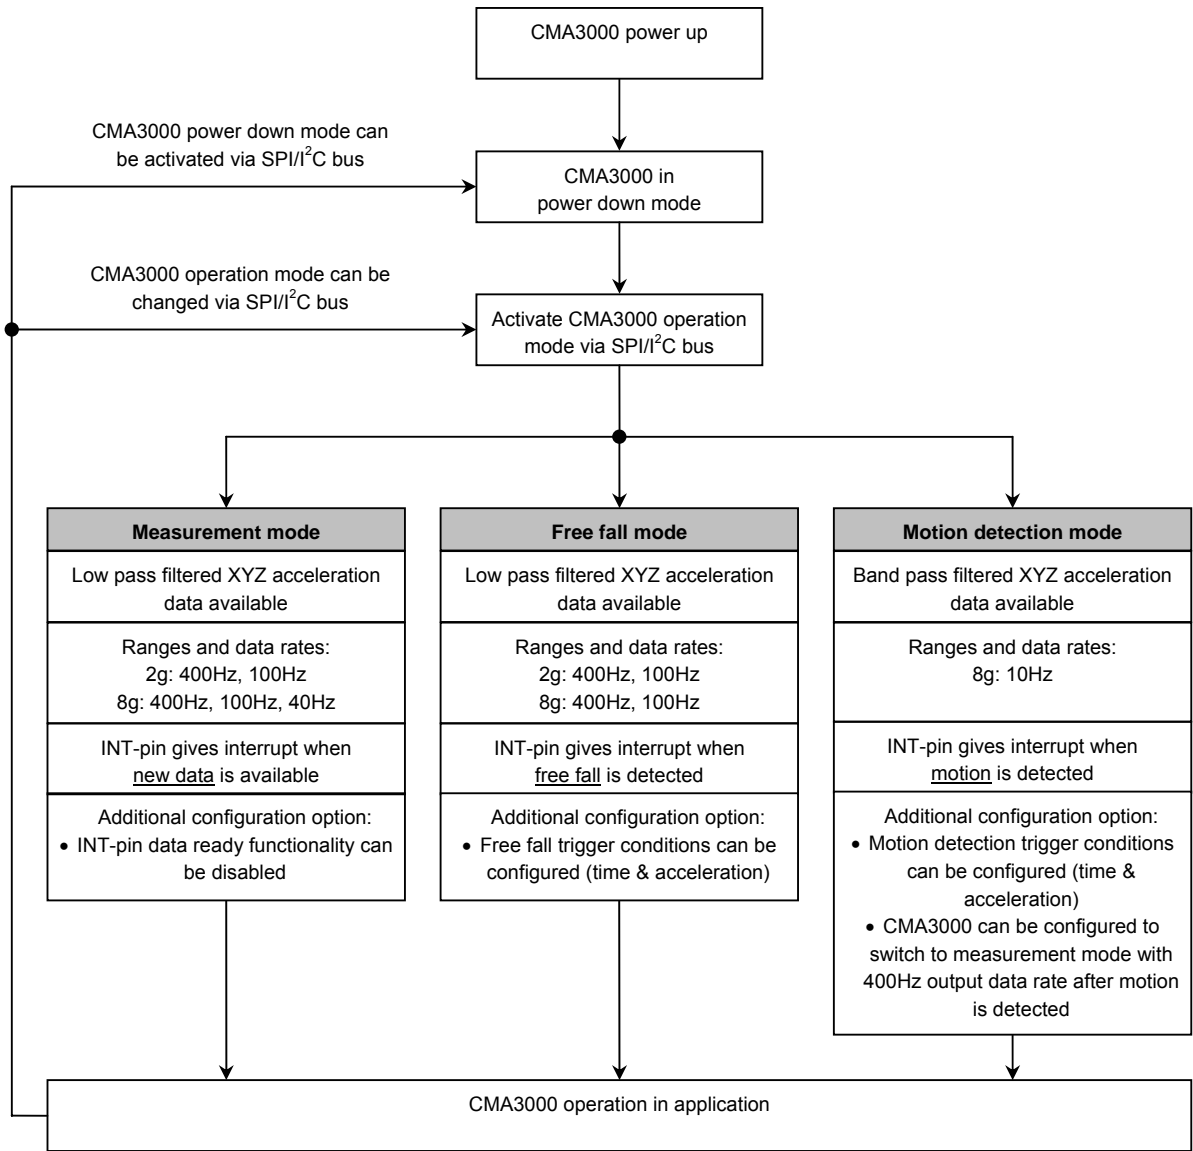 CMA3000 power up
CMA3000 power down mode can
be activated via SPI/I²C bus
CMA3000 in
power down mode
CMA3000 operation mode can be
changed via SPI/I²C bus
Activate CMA3000 operation
mode via SPI/I²C bus
Measurement mode
Low pass filtered XYZ acceleration
data available
Ranges and data rates:
2g: 400Hz, 100Hz
8g: 400Hz, 100Hz, 40Hz
INT-pin gives interrupt when
new data is available
Additional configuration option:
• INT-pin data ready functionality can
be disabled
Free fall mode
Low pass filtered XYZ acceleration
data available
Ranges and data rates:
2g: 400Hz, 100Hz
8g: 400Hz, 100Hz
INT-pin gives interrupt when
free fall is detected
Additional configuration option:
• Free fall trigger conditions can be
configured (time & acceleration)
Motion detection mode
Band pass filtered XYZ acceleration
data available
Ranges and data rates:
8g: 10Hz
INT-pin gives interrupt when
motion is detected
Additional configuration option:
• Motion detection trigger conditions
can be configured (time &
acceleration)
• CMA3000 can be configured to
switch to measurement mode with
400Hz output data rate after motion
is detected
CMA3000 operation in application